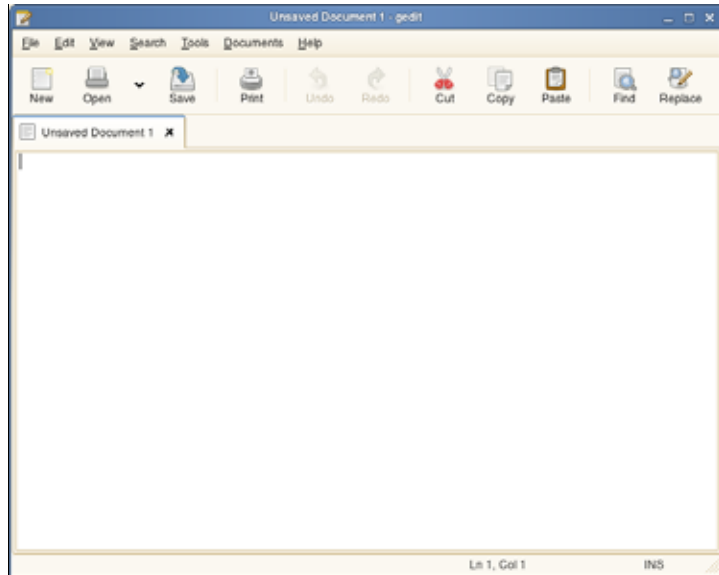 Unsaved Document 1 - gedit
File Edit View Search Tools Documents Help
New Open Save Print Undo Redo Cut Copy Paste Find Replace
Unsaved Document 1
Ln 1, Col 1 INS